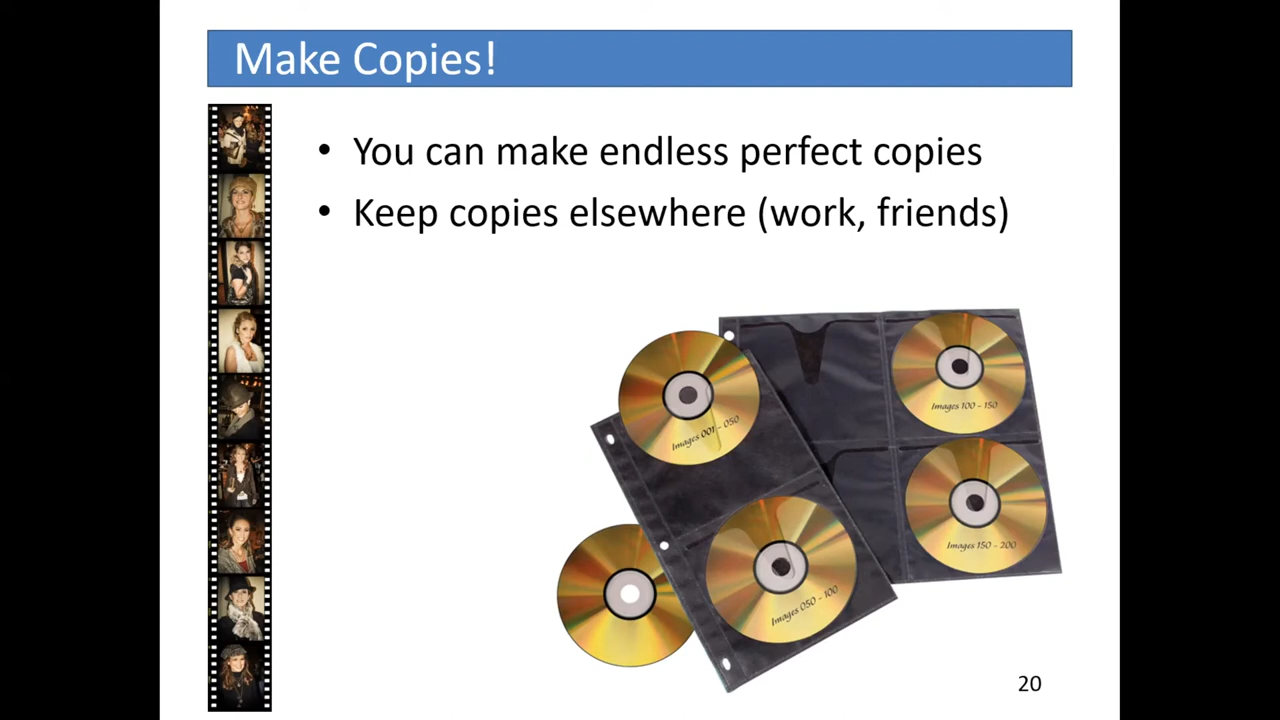 Make Copies!
• You can make endless perfect copies
• Keep copies elsewhere (work, friends)
Images 001 - 050
Images 100 - 150
Images 050 - 100
Images 150 - 200
20